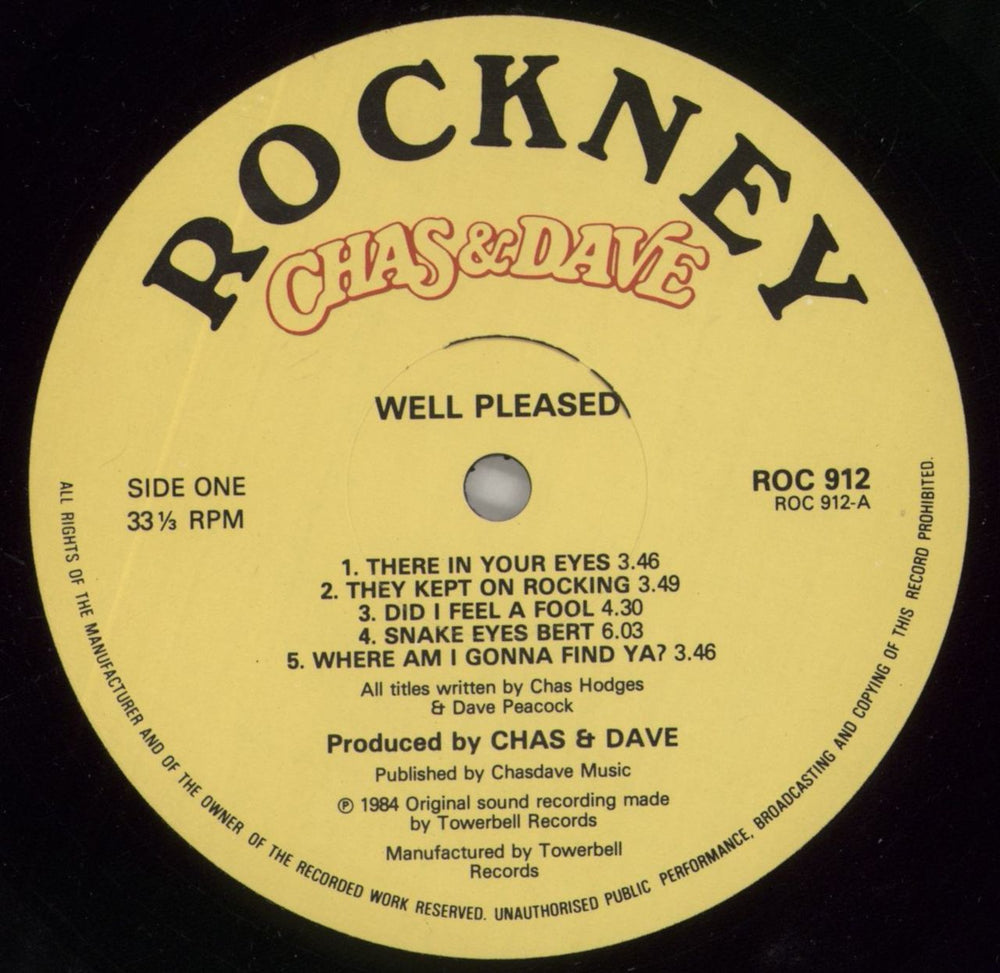 ROCKNEY
CHAS & DAVE
WELL PLEASED
SIDE ONE
33 ⅓ RPM
ROC 912
ROC 912-A
1. THERE IN YOUR EYES 3.46
2. THEY KEPT ON ROCKING 3.49
3. DID I FEEL A FOOL 4.30
4. SNAKE EYES BERT 6.03
5. WHERE AM I GONNA FIND YA? 3.46
All titles written by Chas Hodges
& Dave Peacock
Produced by CHAS & DAVE
Published by Chasdave Music
℗ 1984 Original sound recording made
by Towerbell Records
Manufactured by Towerbell
Records
ALL RIGHTS OF THE MANUFACTURER AND OF THE OWNER OF THE RECORDED WORK RESERVED. UNAUTHORISED PUBLIC PERFORMANCE, BROADCASTING AND COPYING OF THIS RECORD PROHIBITED.